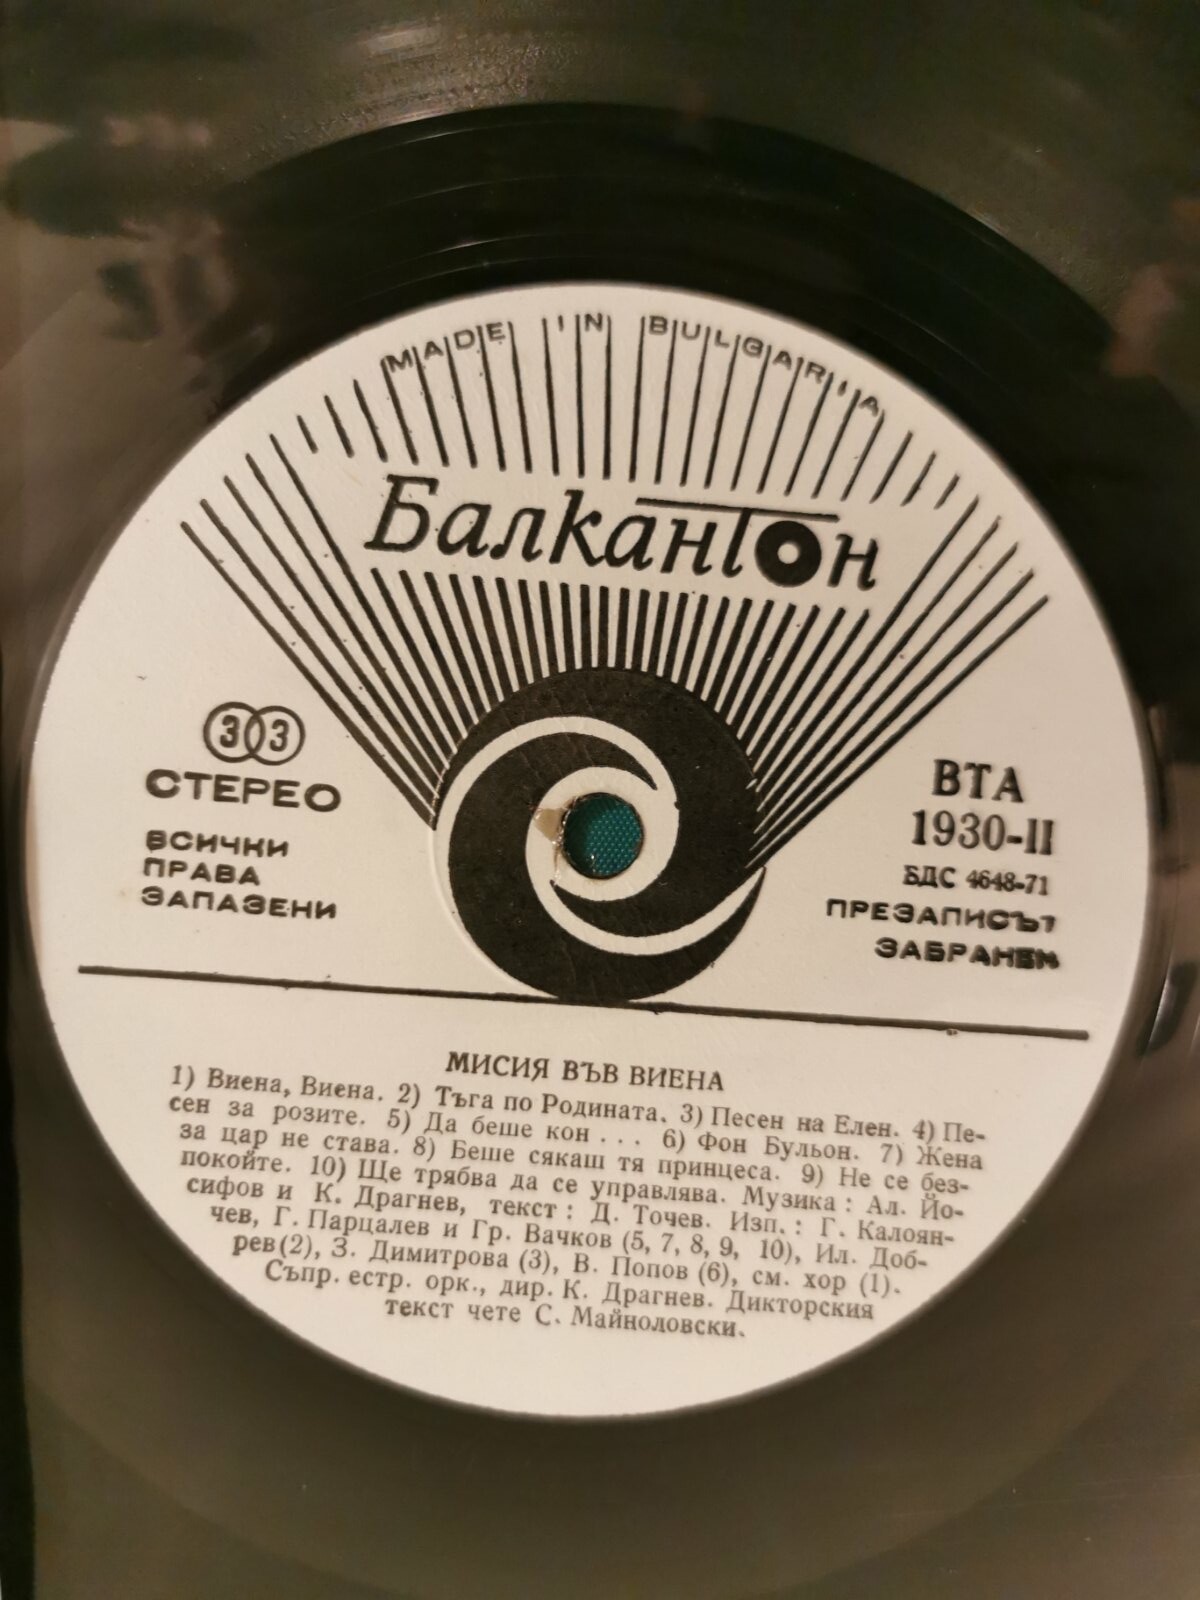 MADE IN BULGARIA
Балкантон
33
СТЕРЕО
ВСИЧКИ
ПРАВА
ЗАПАЗЕНИ
ВТА
1930-II
БДС 4648-71
ПРЕЗАПИСЪТ
ЗАБРАНЕН
МИСИЯ ВЪВ ВИЕНА
1) Виена, Виена. 2) Тъга по Родината. 3) Песен на Елен. 4) Пе-
сен за розите. 5) Да беше кон . . . 6) Фон Бульон. 7) Жена
за цар не става. 8) Беше сякаш тя принцеса. 9) Не се без-
покойте. 10) Ще трябва да се управлява. Музика : Ал. Йо-
сифов и К. Драгнев, текст : Д. Точев. Изп. : Г. Калоян-
чев, Г. Парцалев и Гр. Вачков (5, 7, 8, 9, 10), Ил. Доб-
рев(2), З. Димитрова (3), В. Попов (6), см. хор (1).
Съпр. естр. орк., дир. К. Драгнев. Дикторския
текст чете С. Майноловски.